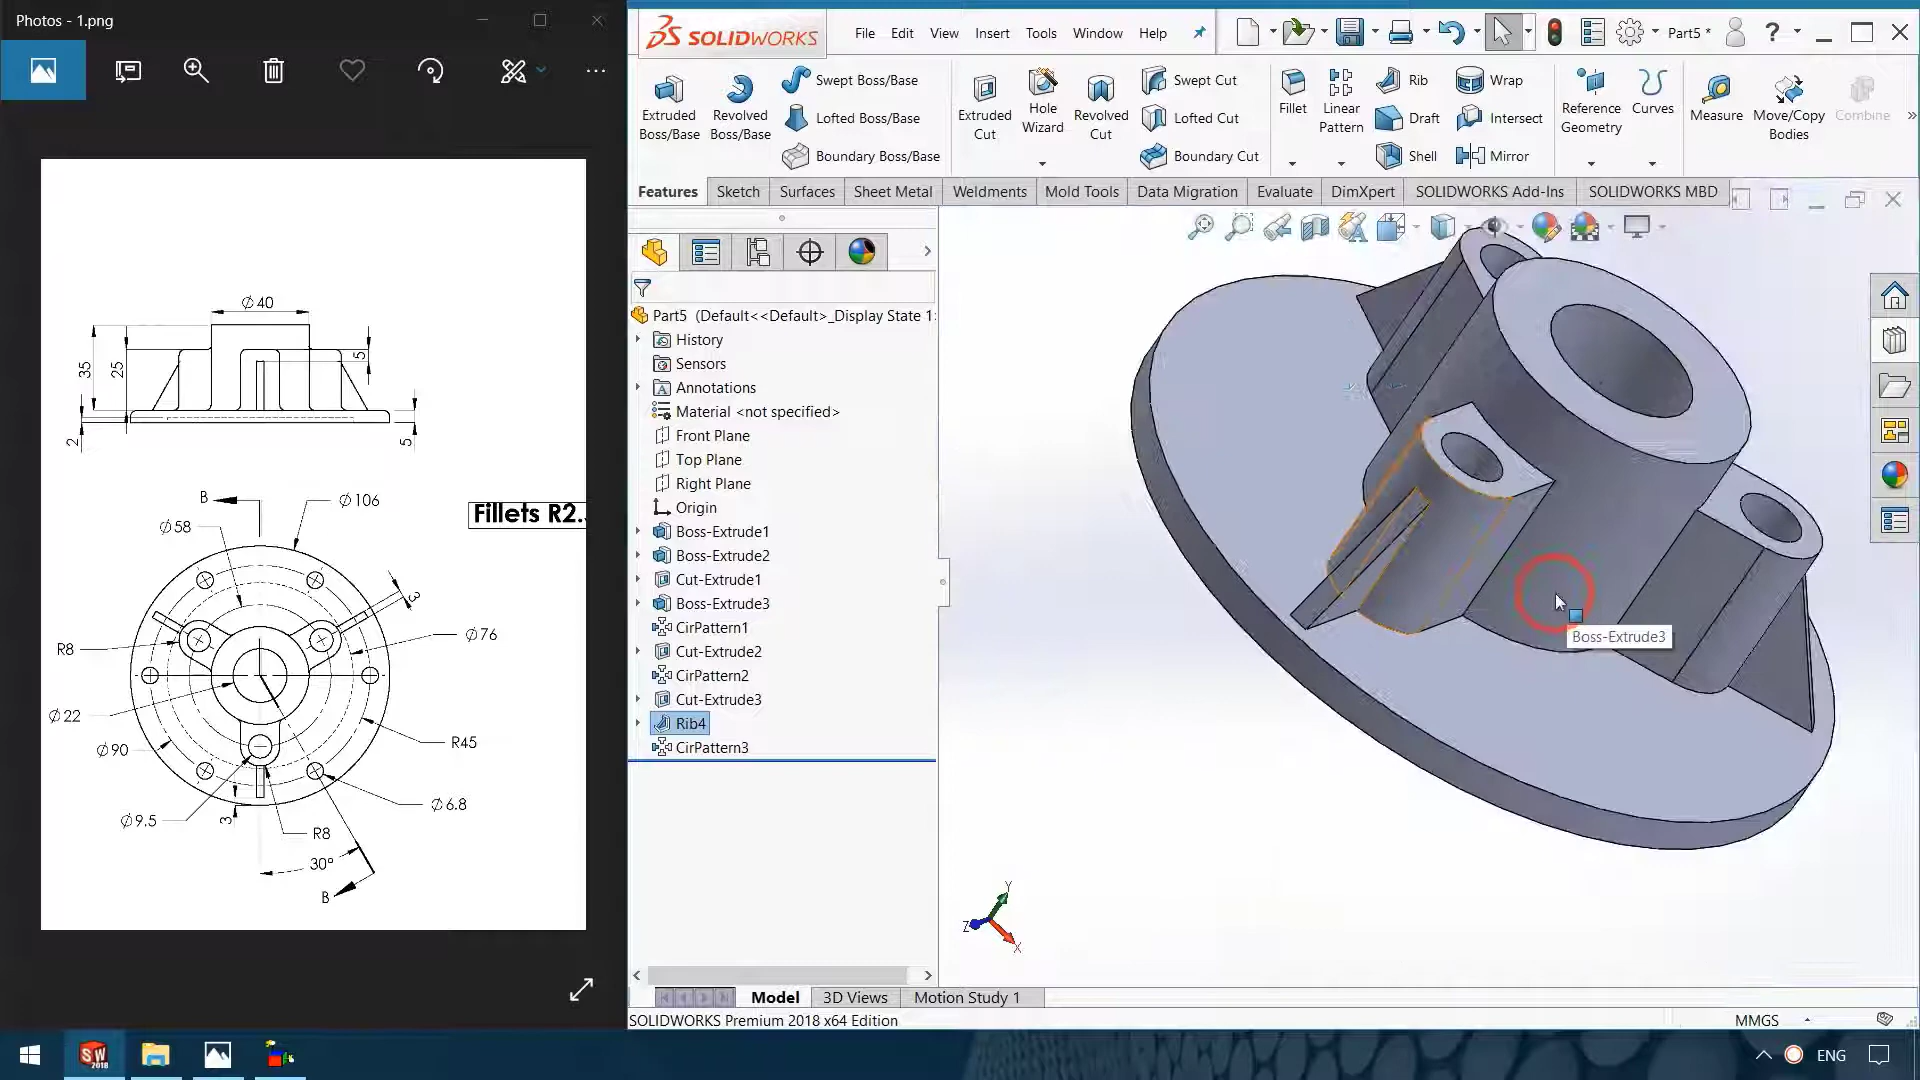 Photos - 1.png
Ø40
35
25
5
2
5
B
Ø106
Ø58
Fillets R2.
3
R8
Ø76
Ø22
R45
Ø90
Ø6.8
Ø9.5
3
R8
30°
B
SOLIDWORKS
File Edit View Insert Tools Window Help
Part5 *
?
Extruded Boss/Base
Revolved Boss/Base
Swept Boss/Base
Lofted Boss/Base
Boundary Boss/Base
Extruded Cut
Hole Wizard
Revolved Cut
Swept Cut
Lofted Cut
Boundary Cut
Fillet
Linear Pattern
Rib
Draft
Shell
Wrap
Intersect
Mirror
Reference Geometry
Curves
Measure
Move/Copy Bodies
Combine
Features Sketch Surfaces Sheet Metal Weldments Mold Tools Data Migration Evaluate DimXpert SOLIDWORKS Add-Ins SOLIDWORKS MBD
Part5 (Default<<Default>_Display State 1:
History
Sensors
Annotations
Material <not specified>
Front Plane
Top Plane
Right Plane
Origin
Boss-Extrude1
Boss-Extrude2
Cut-Extrude1
Boss-Extrude3
CirPattern1
Cut-Extrude2
CirPattern2
Cut-Extrude3
Rib4
CirPattern3
Boss-Extrude3
Y
Z
X
Model 3D Views Motion Study 1
SOLIDWORKS Premium 2018 x64 Edition
MMGS
SW
2018
ENG